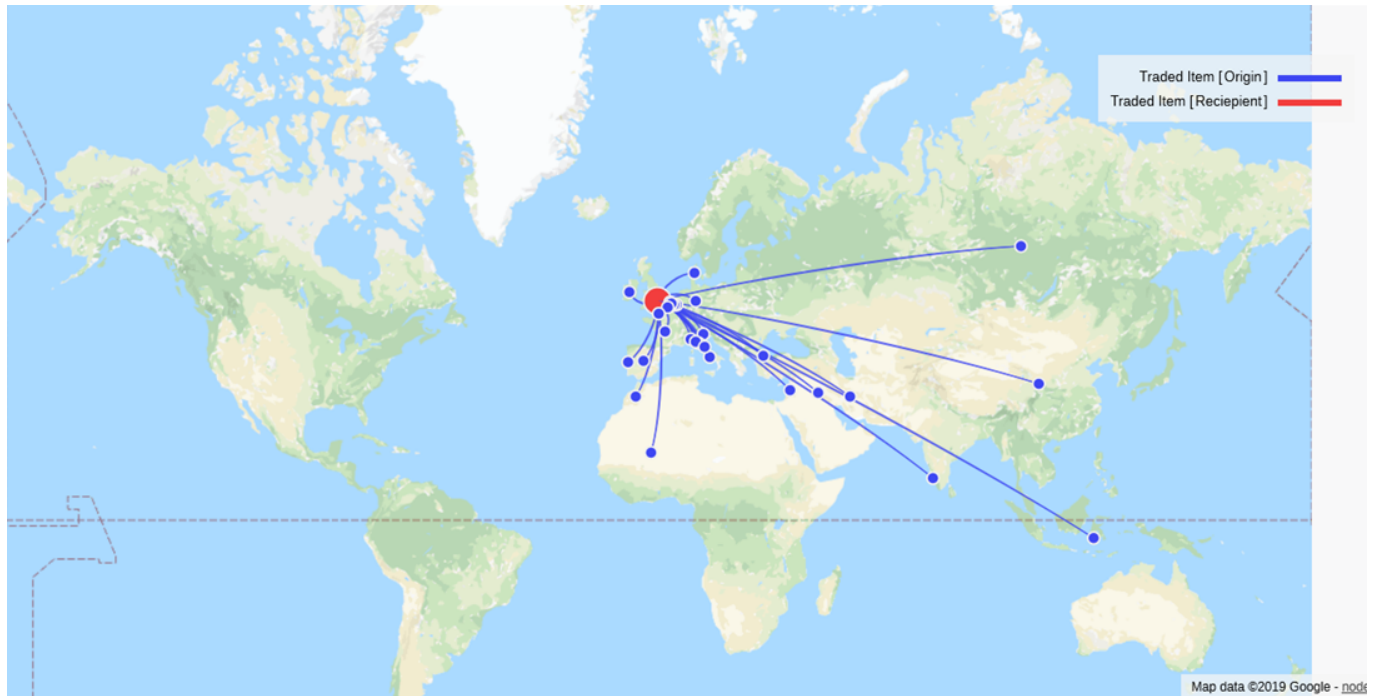 Traded Item [Origin]
Traded Item [Reciepient]
Map data ©2019 Google - node